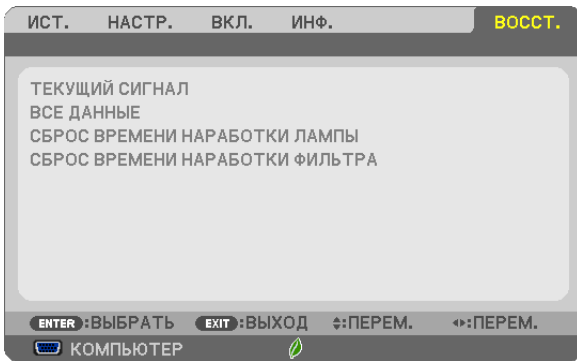 ИСТ. НАСТР. ВКЛ. ИНФ. ВОССТ.
ТЕКУЩИЙ СИГНАЛ
ВСЕ ДАННЫЕ
СБРОС ВРЕМЕНИ НАРАБОТКИ ЛАМПЫ
СБРОС ВРЕМЕНИ НАРАБОТКИ ФИЛЬТРА
ENTER :ВЫБРАТЬ EXIT :ВЫХОД :ПЕРЕМ. :ПЕРЕМ.
КОМПЬЮТЕР